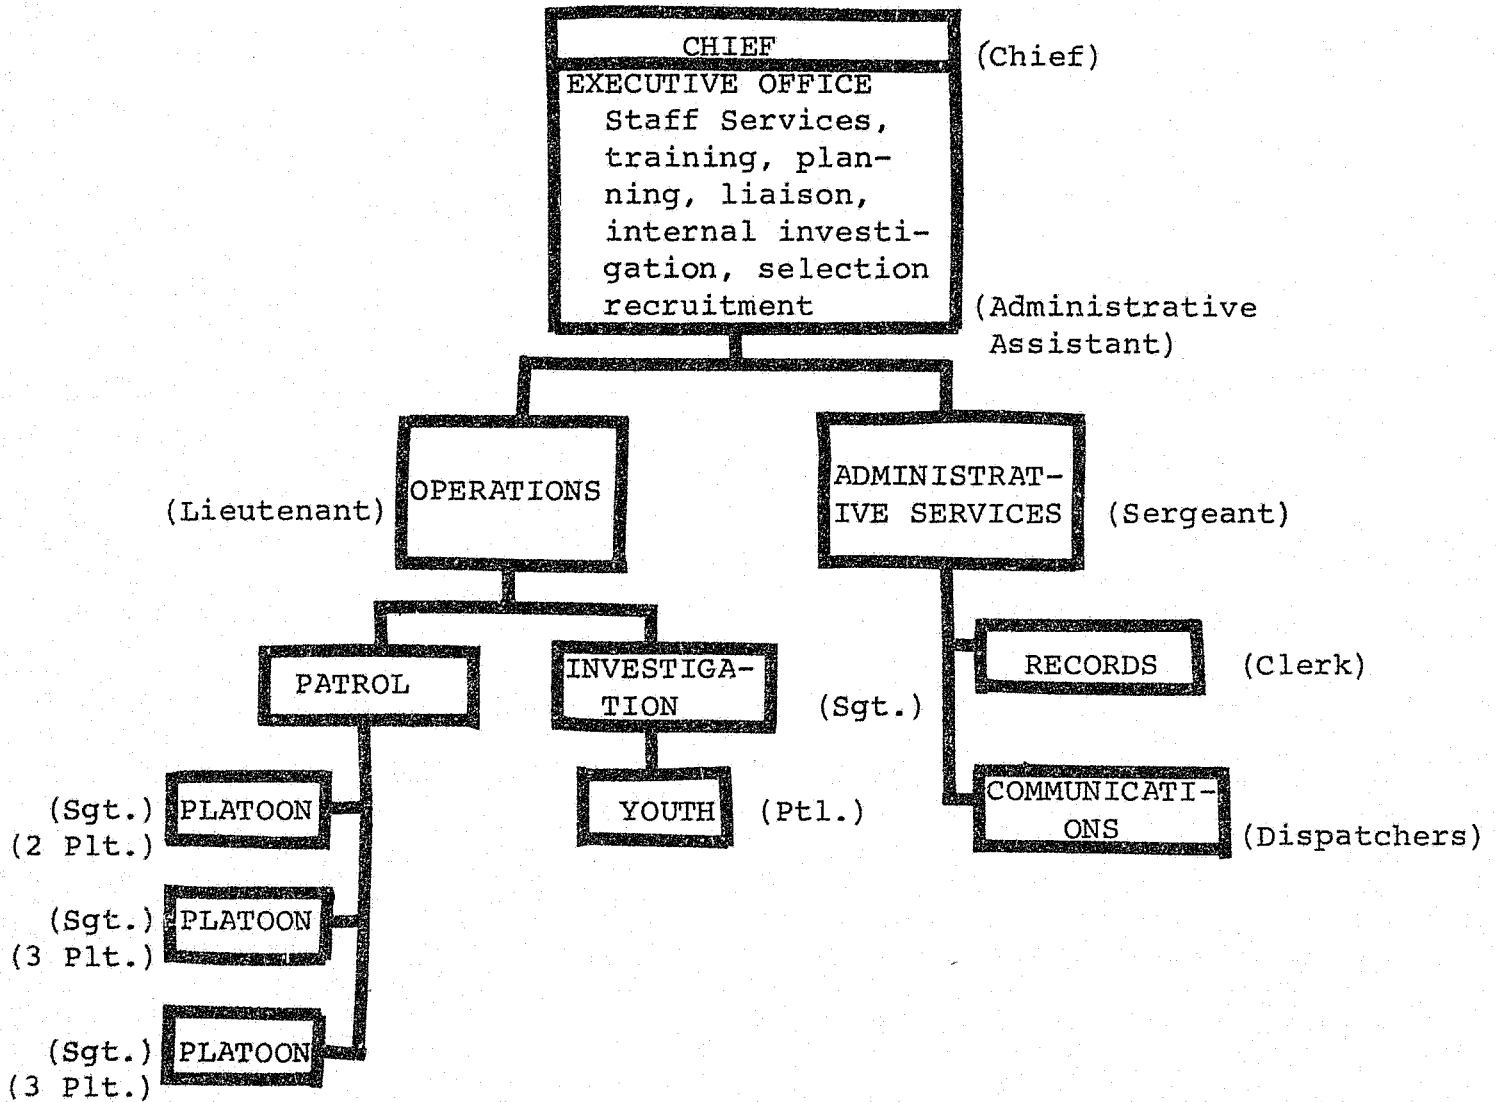 CHIEF
(Chief)
EXECUTIVE OFFICE
Staff Services,
training, plan-
ning, liaison,
internal investi-
gation, selection
recruitment
(Administrative
Assistant)
OPERATIONS
(Lieutenant)
ADMINISTRAT-
IVE SERVICES
(Sergeant)
PATROL
INVESTIGA-
TION
(Sgt.)
RECORDS
(Clerk)
(Sgt.)
(2 Plt.)
PLATOON
YOUTH
(Ptl.)
COMMUNICATI-
ONS
(Dispatchers)
(Sgt.)
(3 Plt.)
PLATOON
(Sgt.)
(3 Plt.)
PLATOON